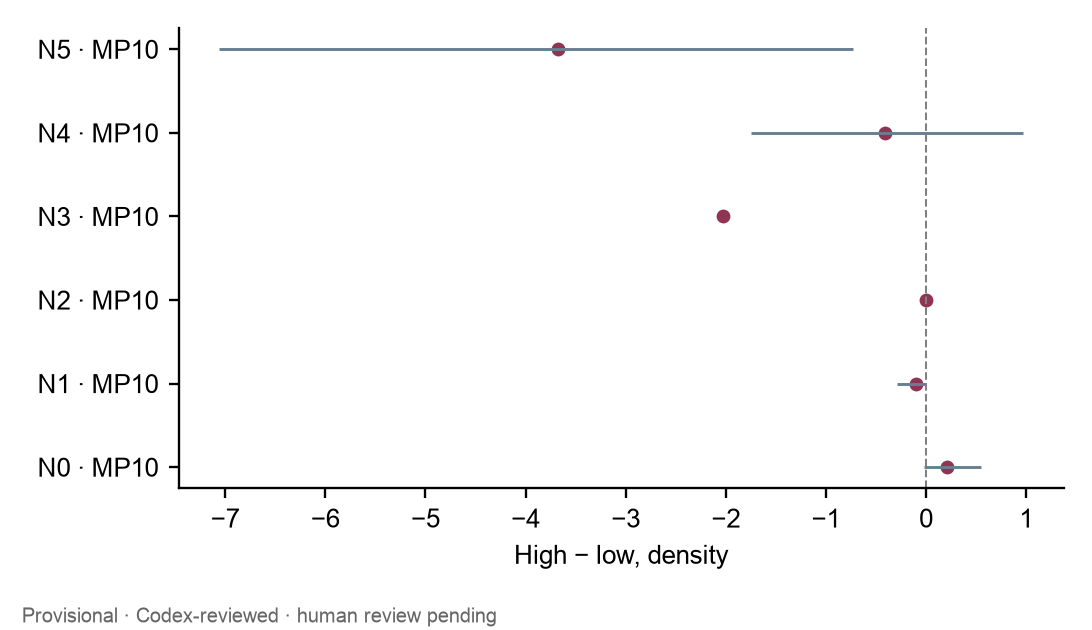 N5 · MP10
N4 · MP10
N3 · MP10
N2 · MP10
N1 · MP10
N0 · MP10
−7 −6 −5 −4 −3 −2 −1 0 1
High − low, density
Provisional · Codex-reviewed · human review pending